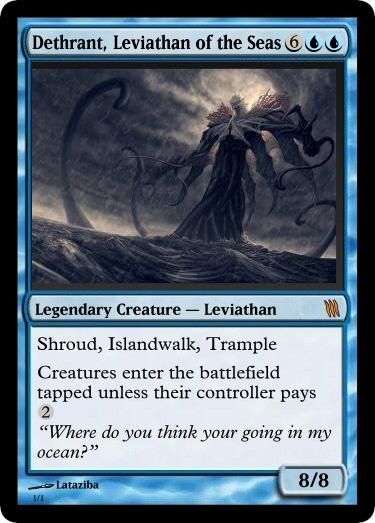 Dethrant, Leviathan of the Seas 6
Legendary Creature — Leviathan
Shroud, Islandwalk, Trample
Creatures enter the battlefield
tapped unless their controller pays
2
“Where do you think your going in my
ocean?”
8/8
Lataziba
1/1